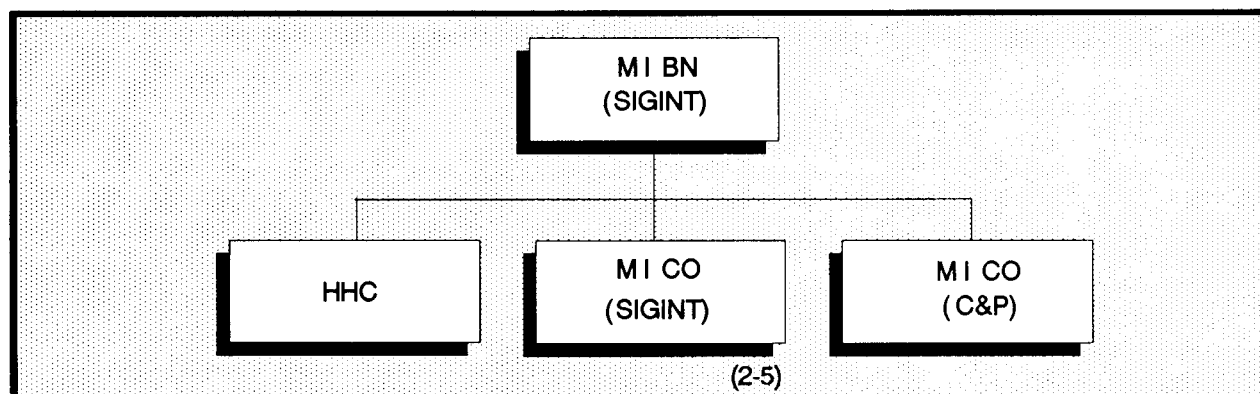 MI BN
(SIGINT)
HHC
MI CO
(SIGINT)
MI CO
(C&P)
(2-5)